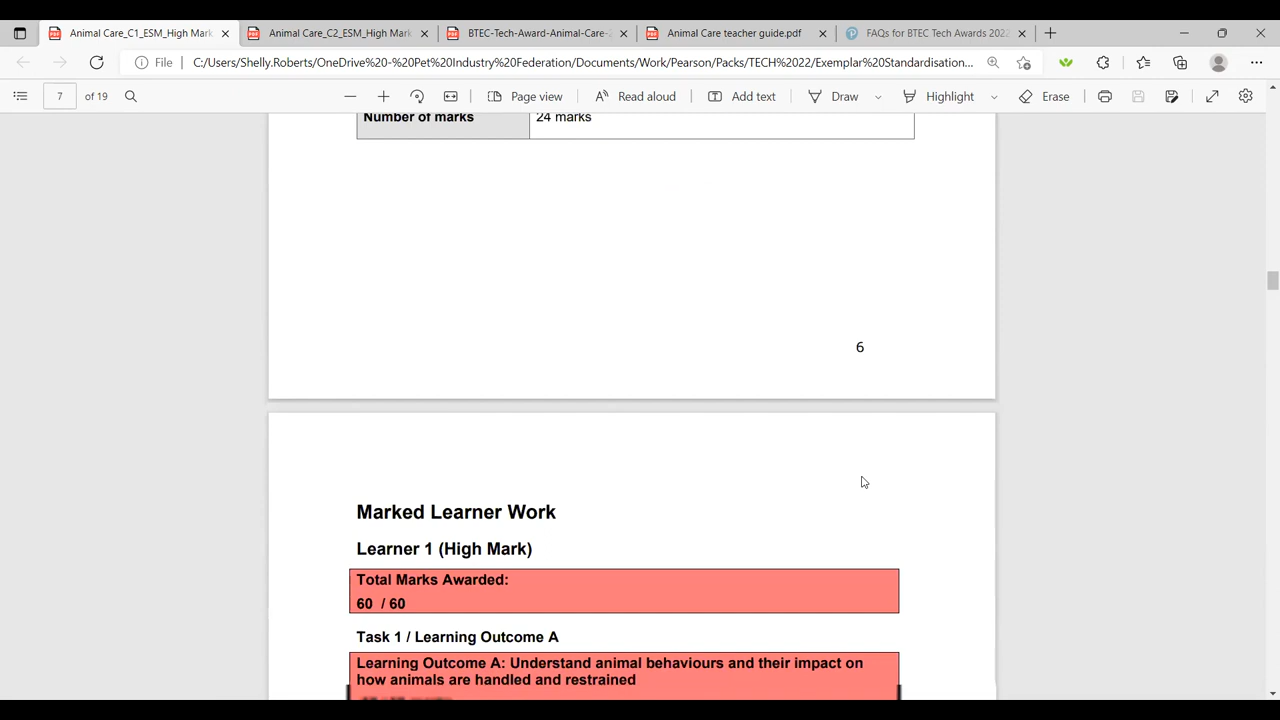 Animal Care_C1_ESM_High Mark
Animal Care_C2_ESM_High Mark
BTEC-Tech-Award-Animal-Care-2
Animal Care teacher guide.pdf
FAQs for BTEC Tech Awards 2022
File
C:/Users/Shelly.Roberts/OneDrive%20-%20Pet%20Industry%20Federation/Documents/Work/Pearson/Packs/TECH%2022/Exemplar%20Standardisation...
7 of 19
Page view
Read aloud
Add text
Draw
Highlight
Erase
Number of marks 24 marks
6
Marked Learner Work
Learner 1 (High Mark)
Total Marks Awarded:
60 / 60
Task 1 / Learning Outcome A
Learning Outcome A: Understand animal behaviours and their impact on
how animals are handled and restrained